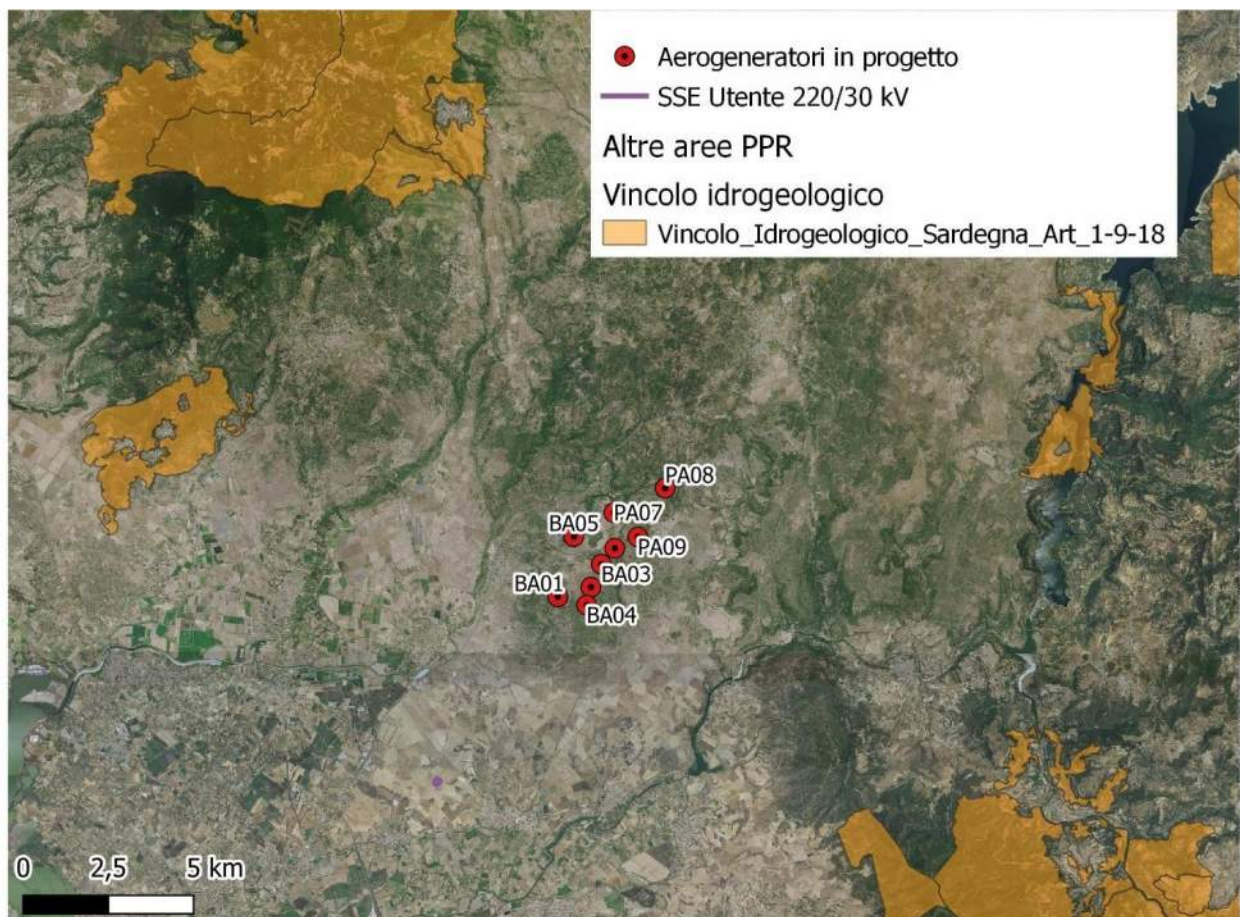 Aerogeneratori in progetto
SSE Utente 220/30 kV
Altre aree PPR
Vincolo idrogeologico
Vincolo_Idrogeologico_Sardegna_Art_1-9-18
PA08
PA07
BA05
PA09
BA03
BA01
BA04
0 2,5 5 km